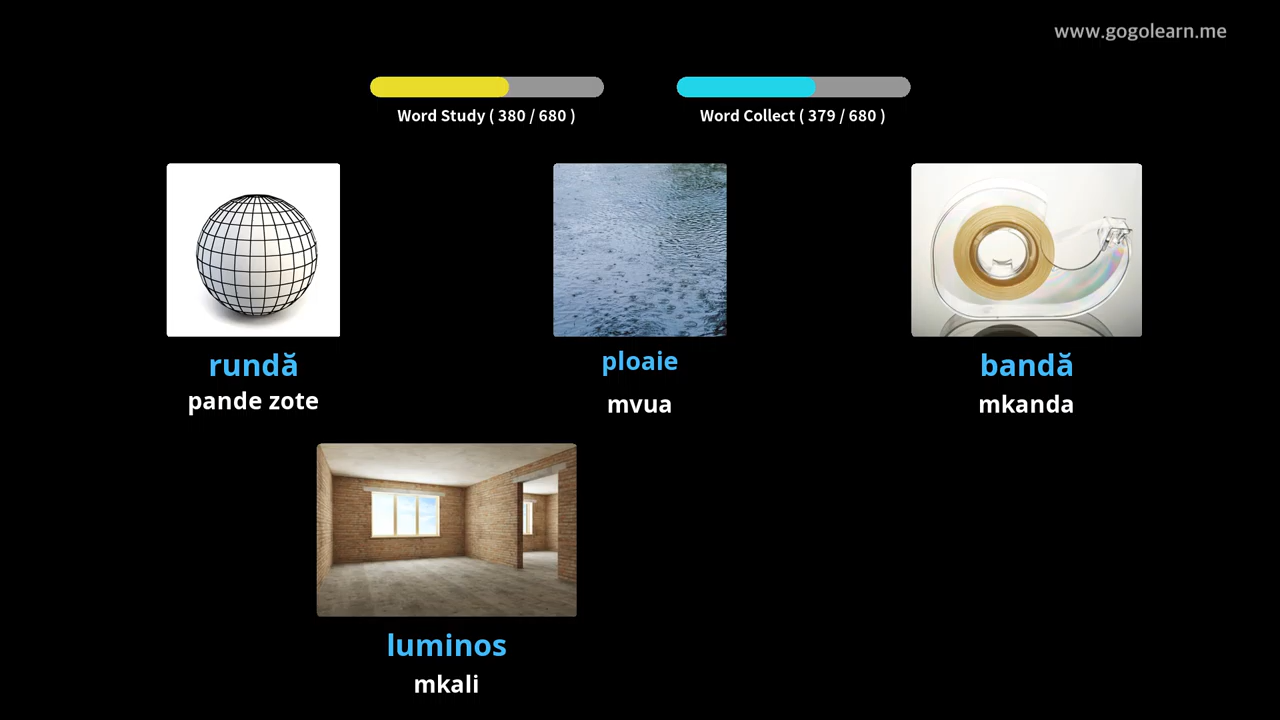 www.gogolearn.me
Word Study ( 380 / 680 )
Word Collect ( 379 / 680 )
rundă
pande zote
ploaie
mvua
bandă
mkanda
luminos
mkali